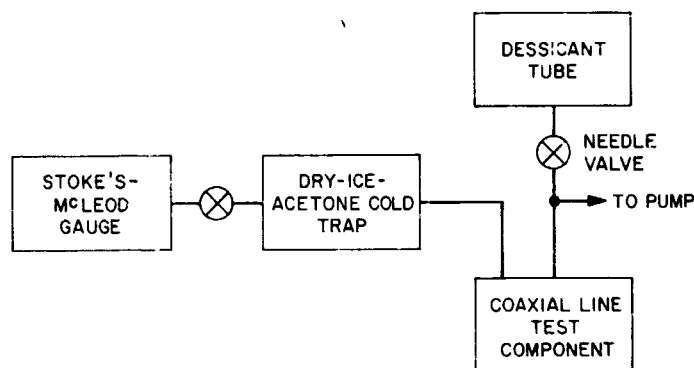 DESSICANT
TUBE
NEEDLE
VALVE
STOKE'S-
McLEOD
GAUGE
DRY-ICE-
ACETONE COLD
TRAP
TO PUMP
COAXIAL LINE
TEST
COMPONENT